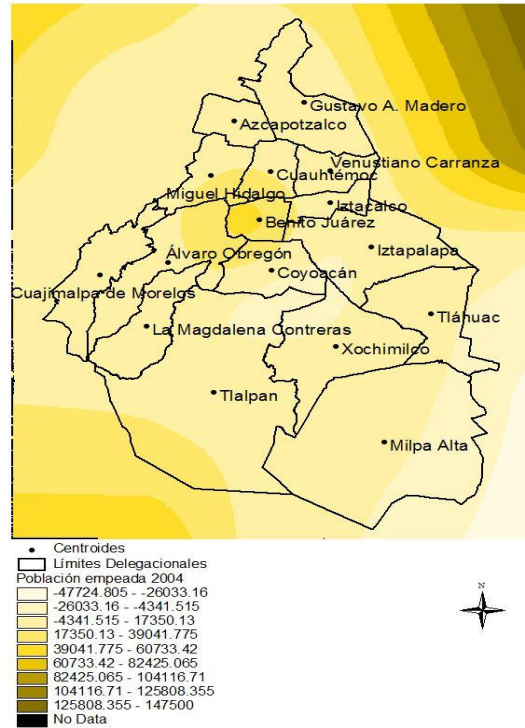 Gustavo A. Madero
Azcapotzalco
Venustiano Carranza
Cuauhtémoc
Miguel Hidalgo
Iztacalco
Benito Juárez
Álvaro Obregón
Iztapalapa
Coyoacán
Cuajimalpa de Morelos
Tláhuac
La Magdalena Contreras
Xochimilco
Tlalpan
Milpa Alta
Centroides
Límites Delegacionales
Población empeada 2004
-47724.805 - -26033.16
-26033.16 - -4341.515
-4341.515 - 17350.13
17350.13 - 39041.775
39041.775 - 60733.42
60733.42 - 82425.065
82425.065 - 104116.71
104116.71 - 125808.355
125808.355 - 147500
No Data
N